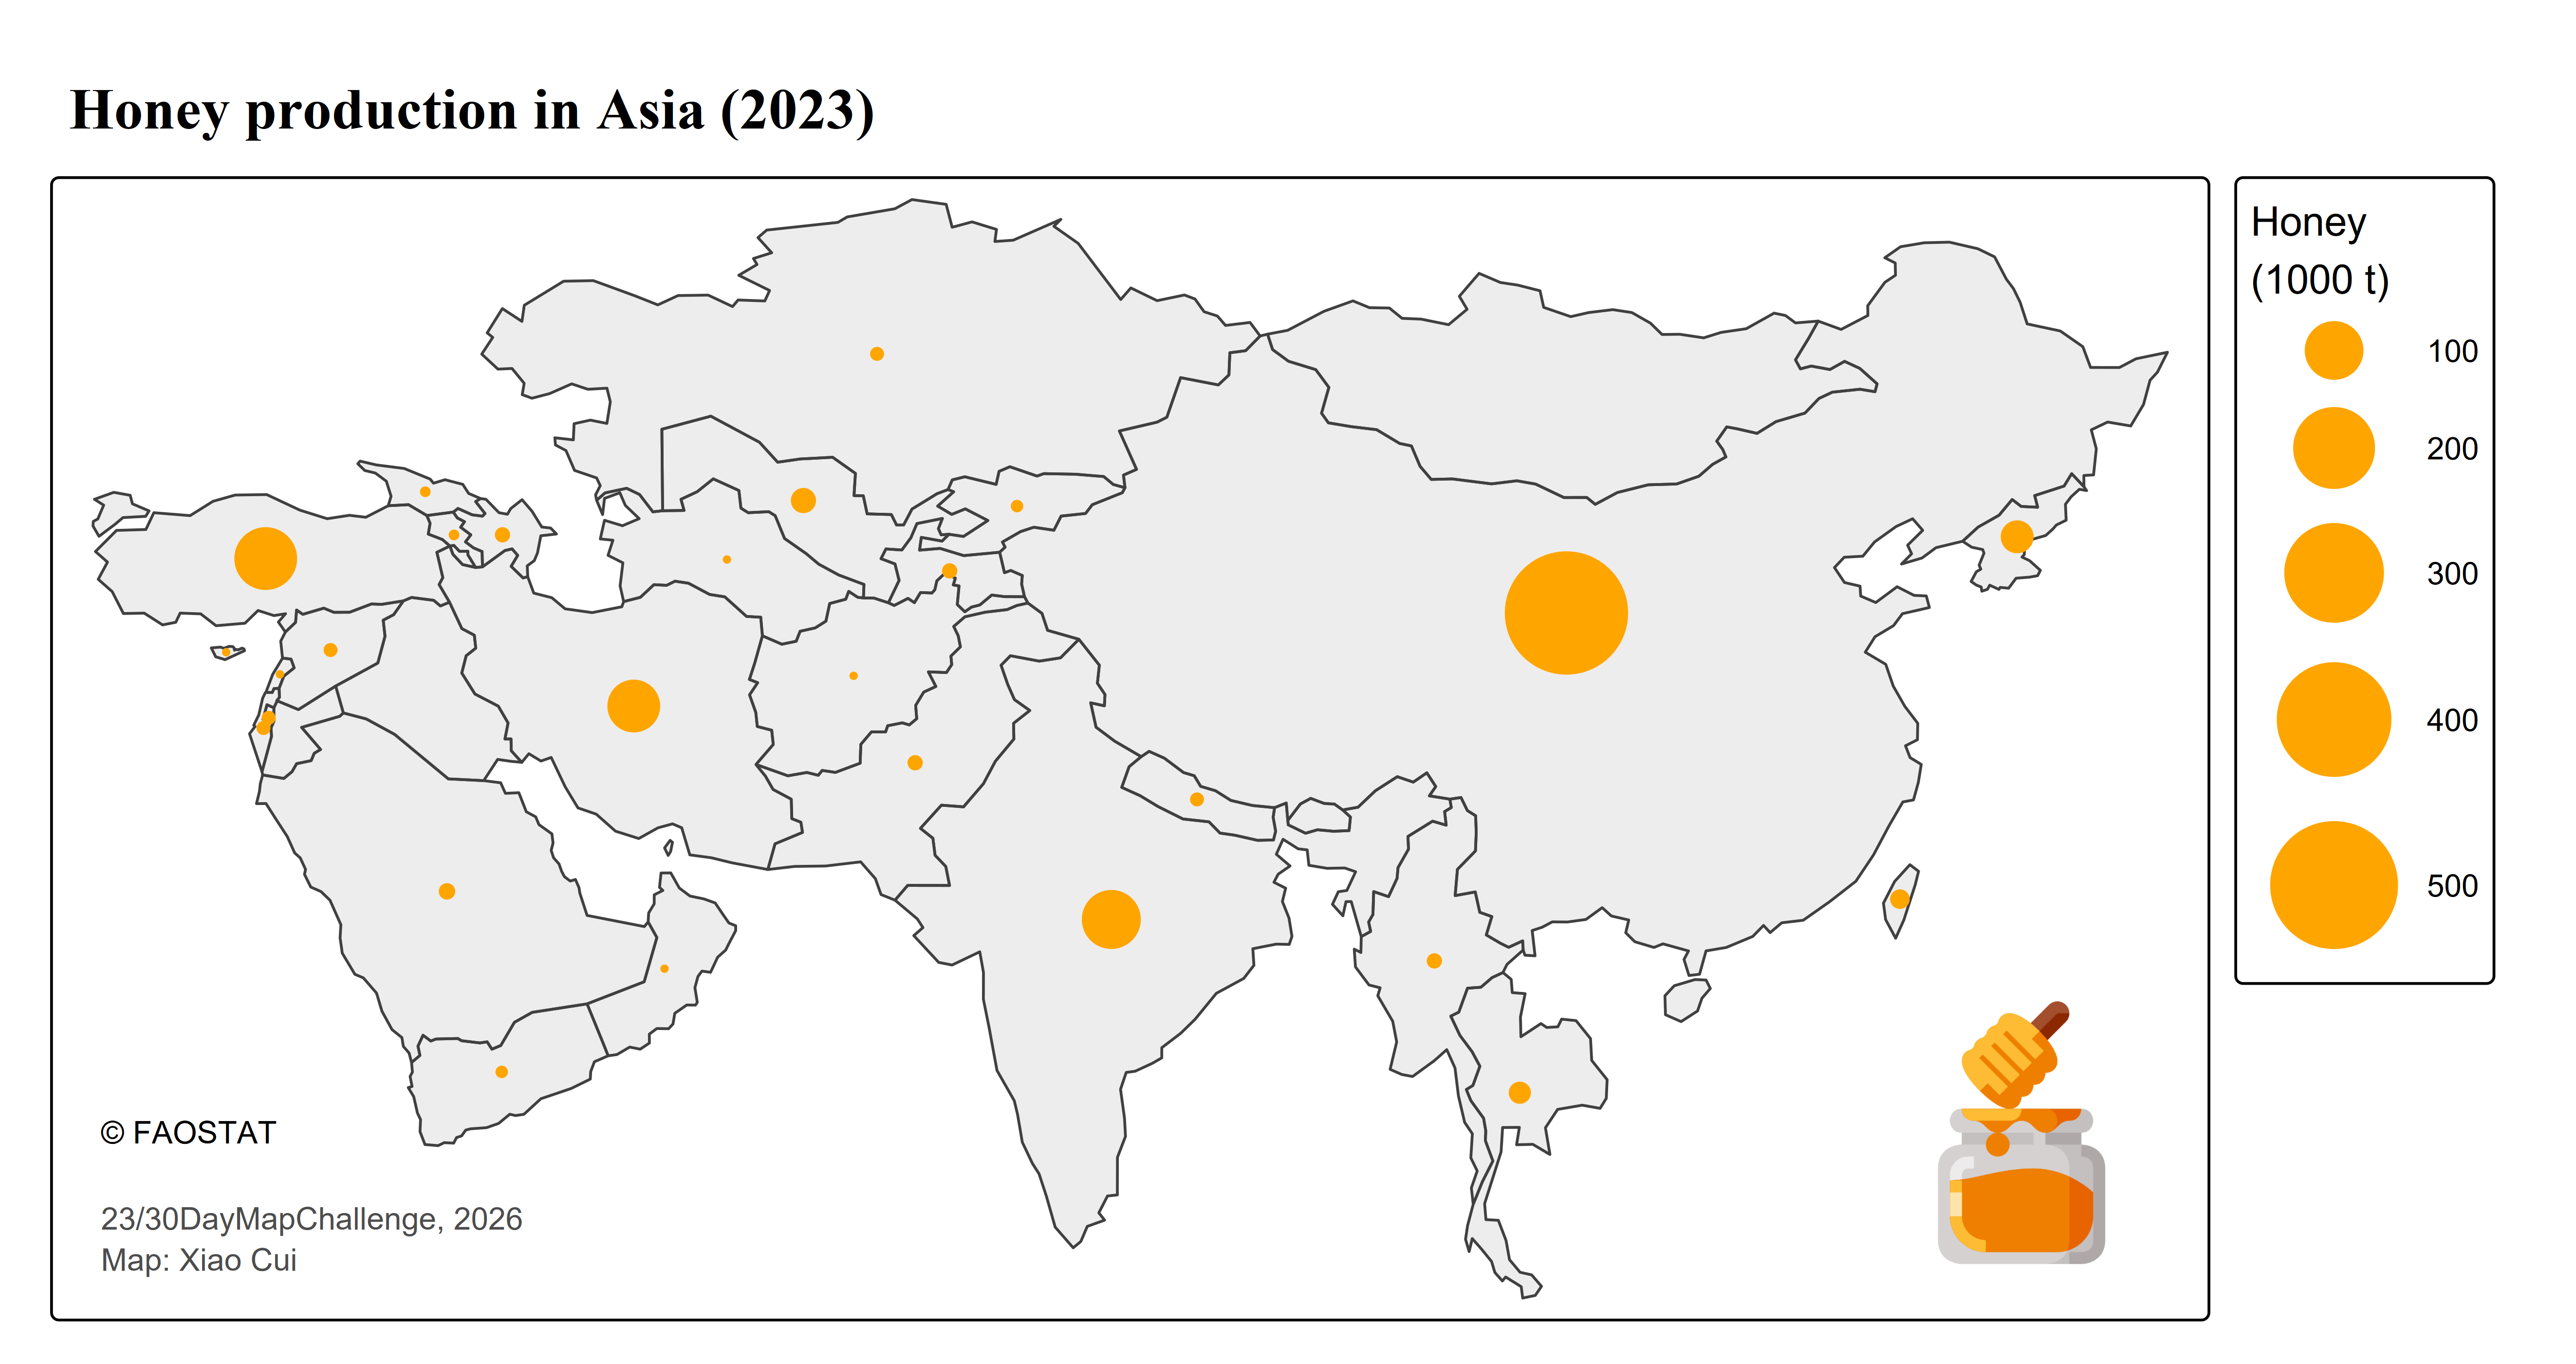 Honey production in Asia (2023)
Honey
(1000 t)
100
200
300
400
500
© FAOSTAT
23/30DayMapChallenge, 2026
Map: Xiao Cui